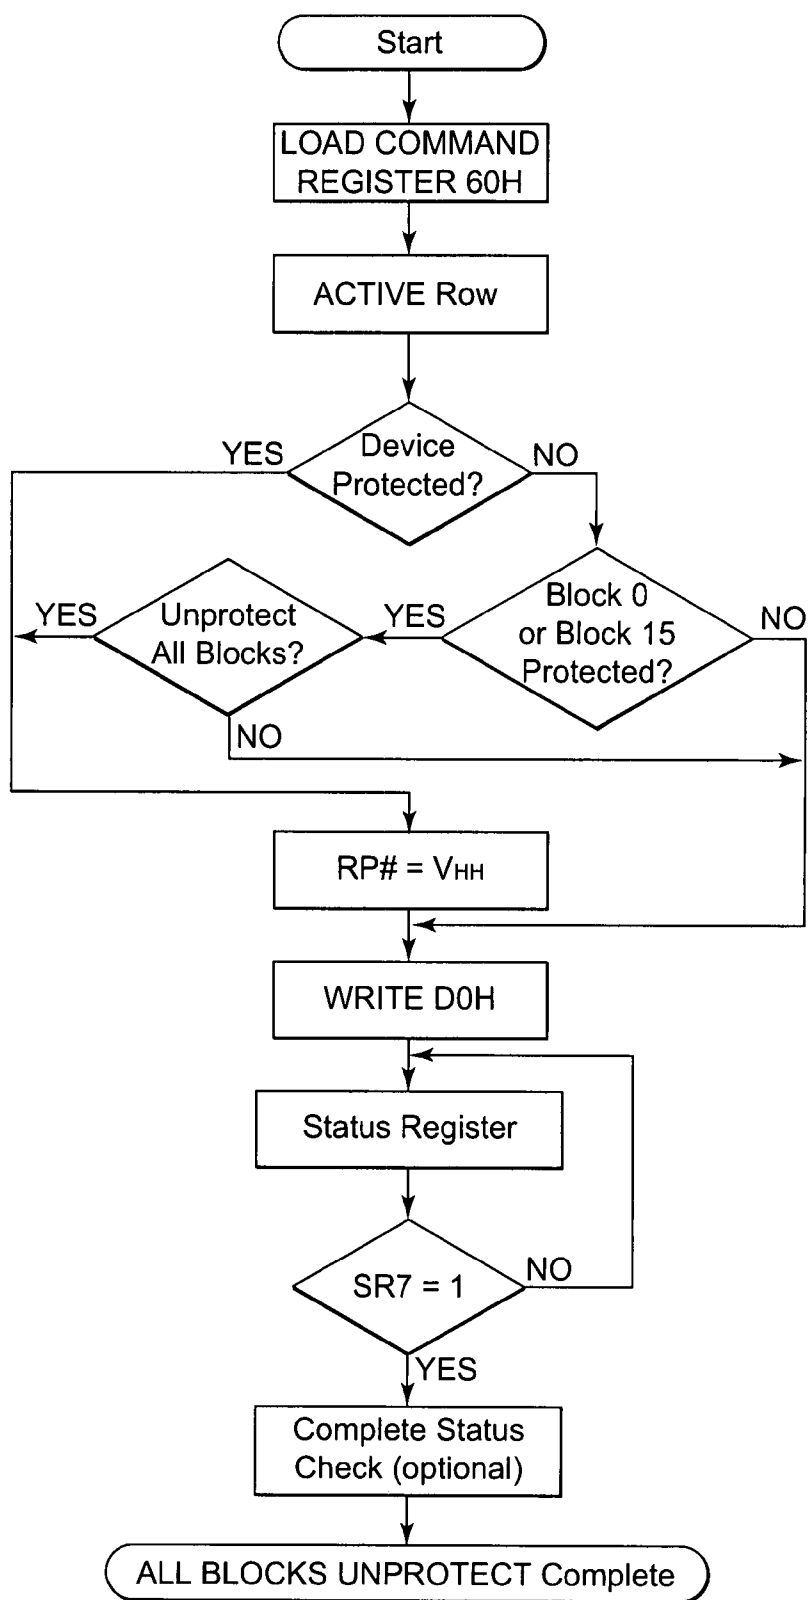 Start
LOAD COMMAND
REGISTER 60H
ACTIVE Row
Device
Protected?
YES
NO
Block 0
or Block 15
Protected?
YES
NO
Unprotect
All Blocks?
YES
NO
RP# = VHH
WRITE D0H
Status Register
SR7 = 1
NO
YES
Complete Status
Check (optional)
ALL BLOCKS UNPROTECT Complete